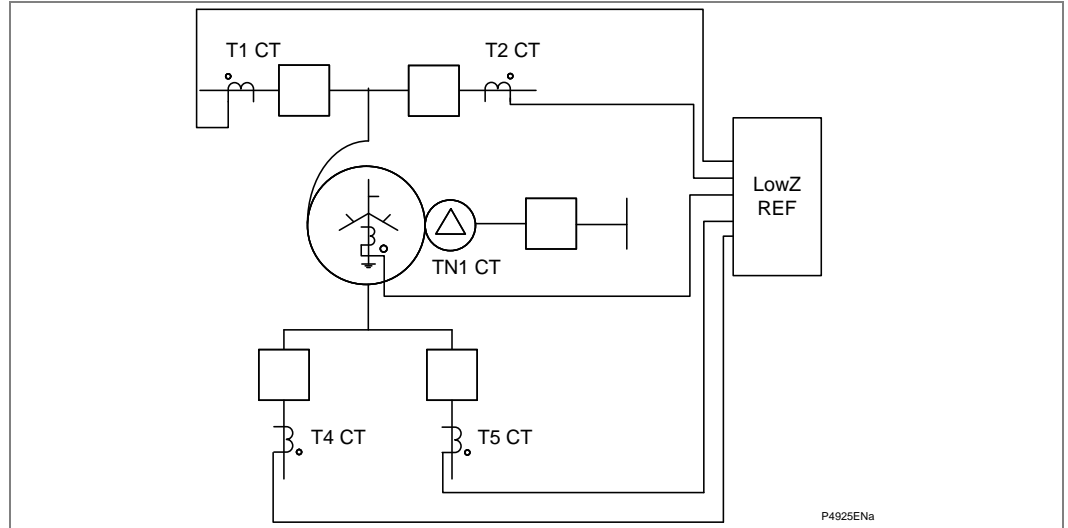 T1 CT
T2 CT
LowZ
REF
TN1 CT
T4 CT
T5 CT
P4925ENa